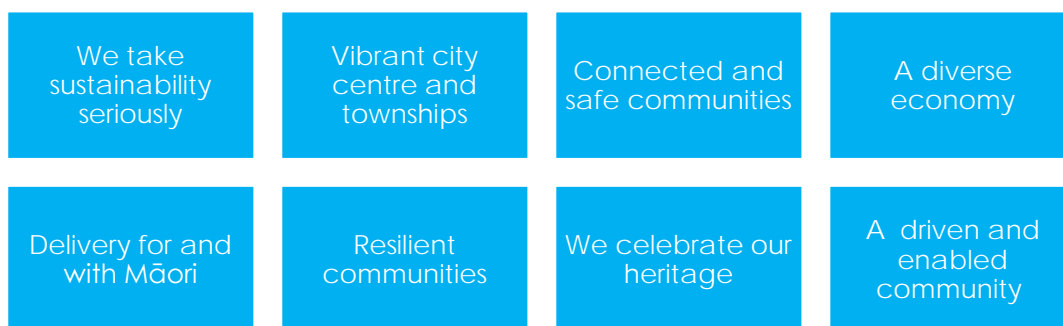 We take
sustainability
seriously
Vibrant city
centre and
townships
Connected and
safe communities
A diverse
economy
Delivery for and
with Māori
Resilient
communities
We celebrate our
heritage
A driven and
enabled
community